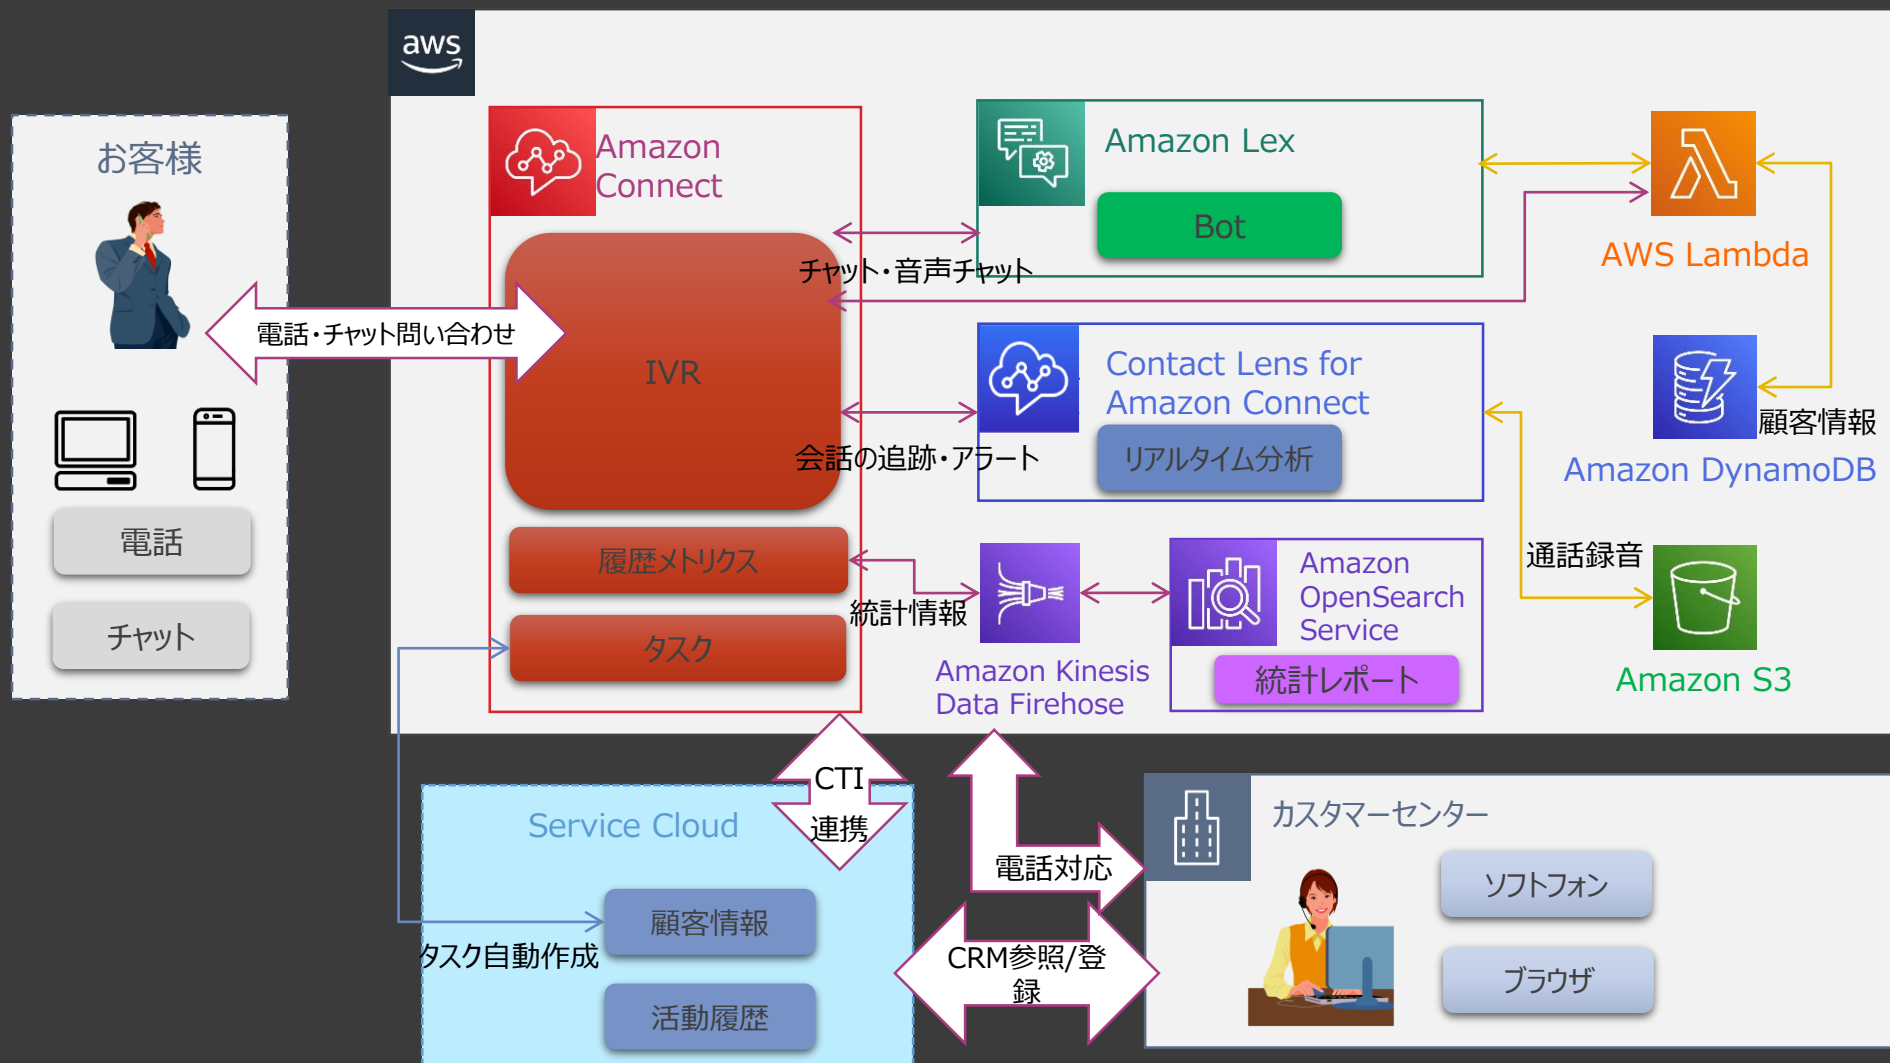 aws
お客様
電話・チャット問い合わせ
電話
チャット
Amazon
Connect
IVR
履歴メトリクス
タスク
チャット・音声チャット
会話の追跡・アラート
統計情報
Amazon Lex
Bot
Contact Lens for
Amazon Connect
リアルタイム分析
Amazon Kinesis
Data Firehose
Amazon
OpenSearch
Service
統計レポート
AWS Lambda
顧客情報
Amazon DynamoDB
通話録音
Amazon S3
CTI
連携
Service Cloud
顧客情報
タスク自動作成
活動履歴
電話対応
CRM参照/登
録
カスタマーセンター
ソフトフォン
ブラウザ